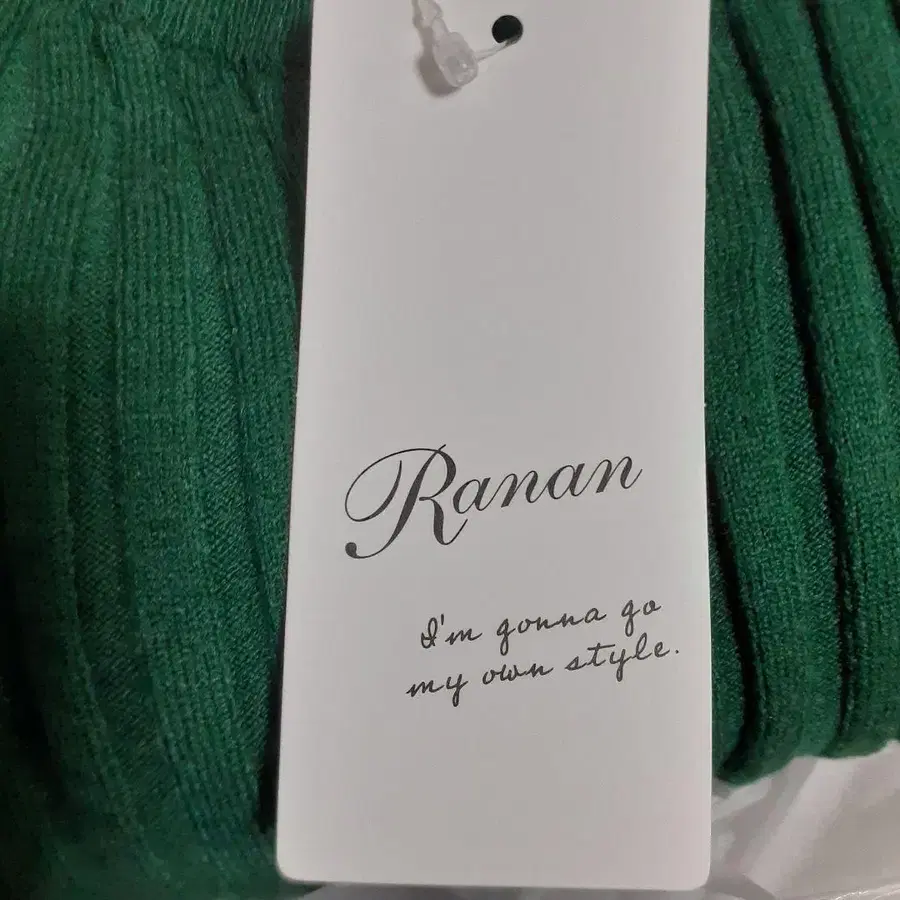 Ranan
I'm gonna go
my own style.